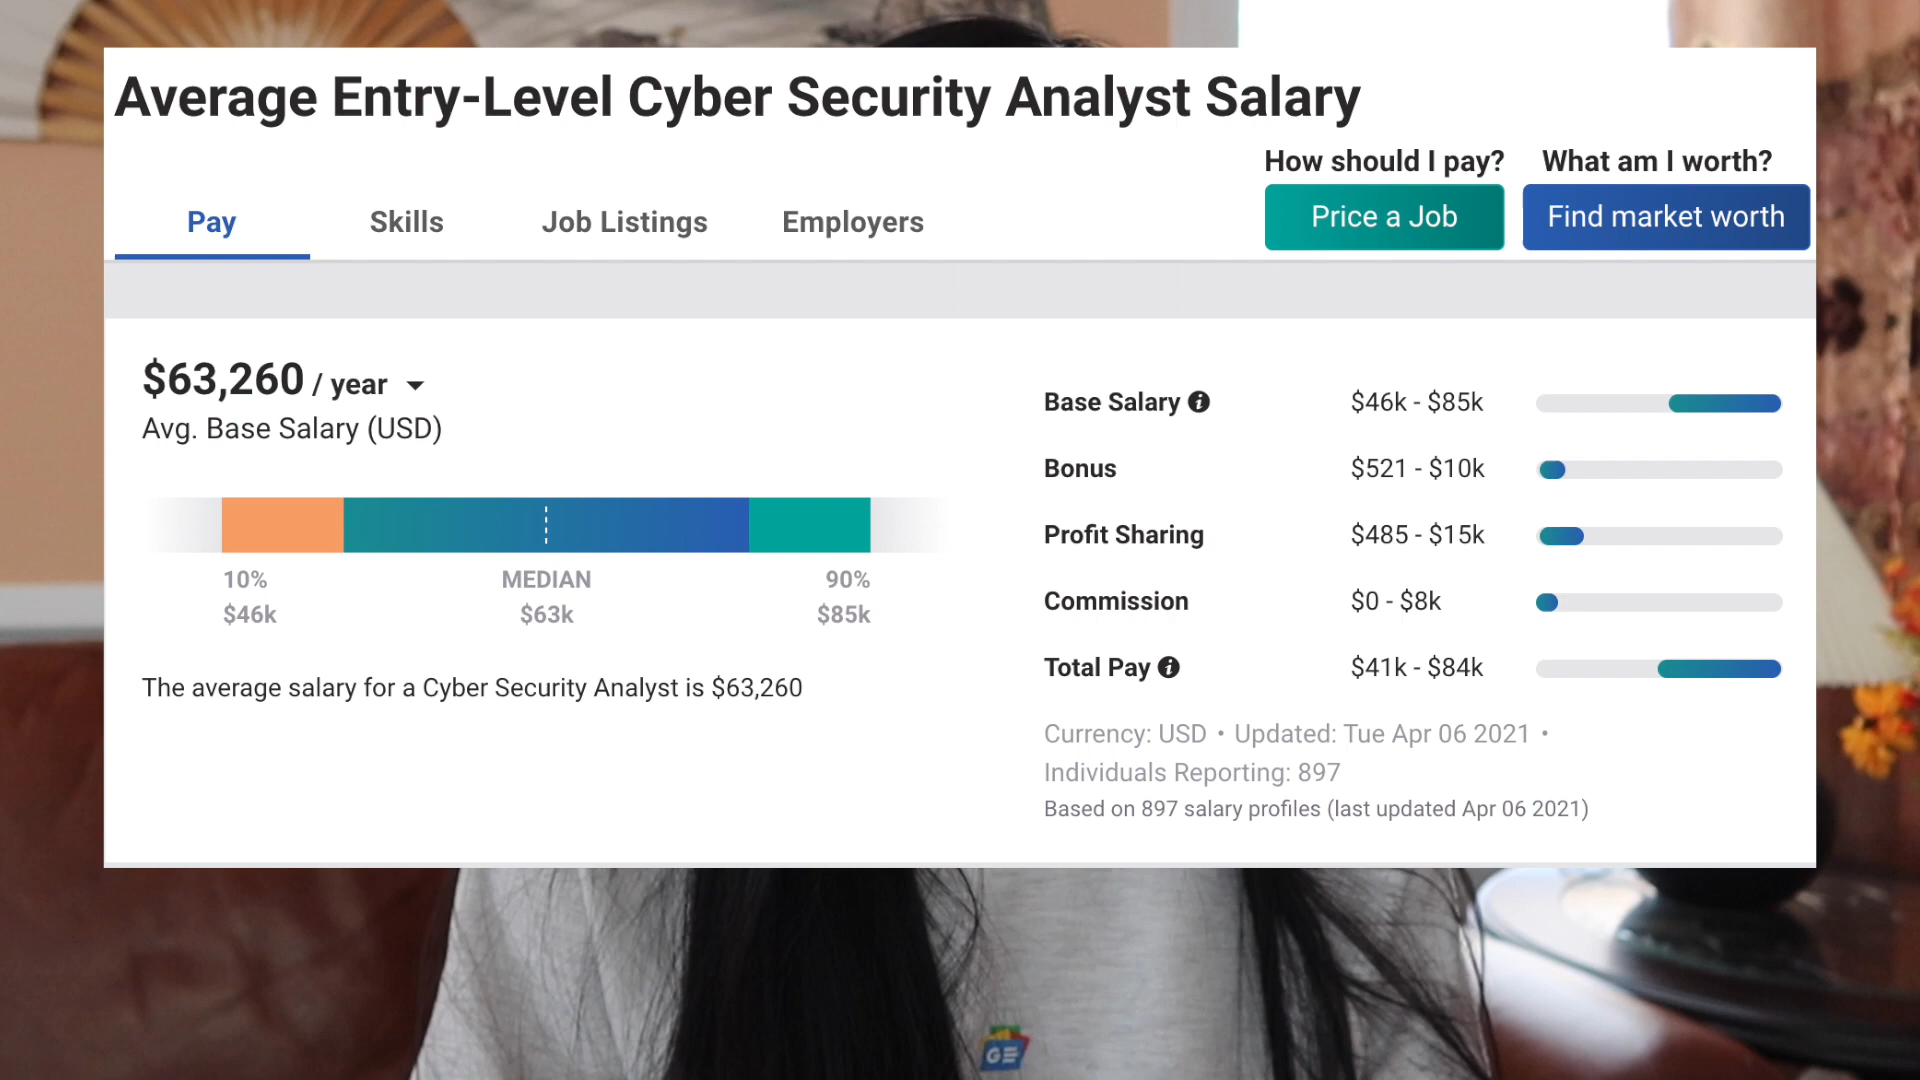 Average Entry-Level Cyber Security Analyst Salary
How should I pay?
What am I worth?
Pay
Skills
Job Listings
Employers
Price a Job
Find market worth
$63,260 / year
Avg. Base Salary (USD)
10%
MEDIAN
90%
$46k
$63k
$85k
The average salary for a Cyber Security Analyst is $63,260
Base Salary
$46k - $85k
Bonus
$521 - $10k
Profit Sharing
$485 - $15k
Commission
$0 - $8k
Total Pay
$41k - $84k
Currency: USD • Updated: Tue Apr 06 2021 •
Individuals Reporting: 897
Based on 897 salary profiles (last updated Apr 06 2021)
GE